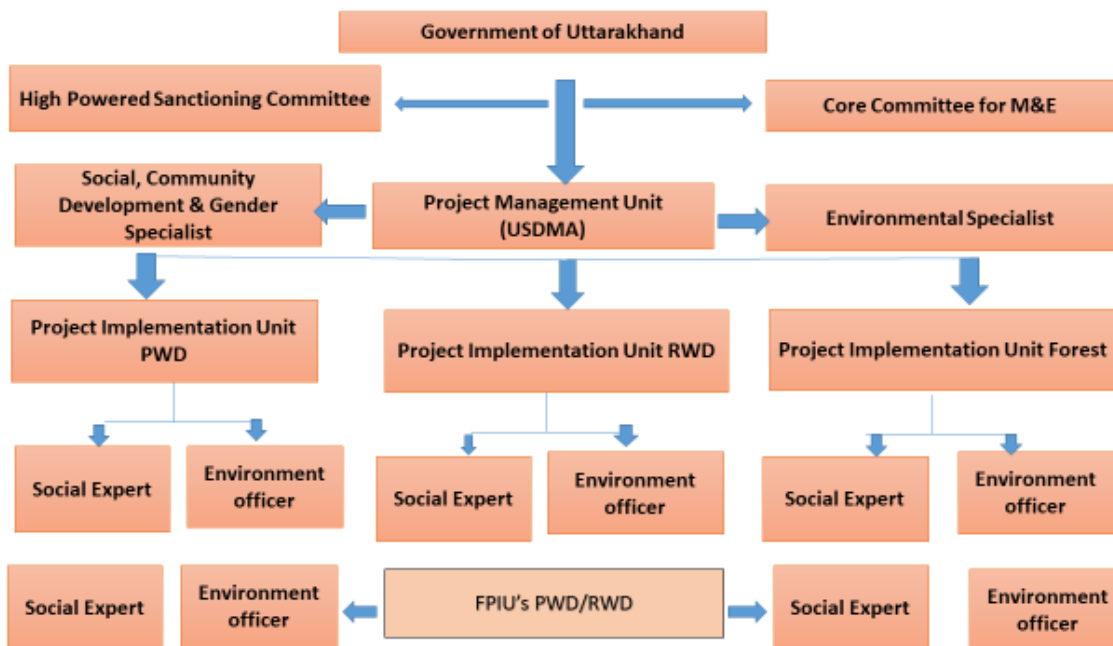 Government of Uttarakhand
High Powered Sanctioning Committee
Core Committee for M&E
Social, Community
Development & Gender
Specialist
Project Management Unit
(USDMA)
Environmental Specialist
Project Implementation Unit
PWD
Project Implementation Unit RWD
Project Implementation Unit Forest
Social Expert
Environment
officer
Social Expert
Environment
officer
Social Expert
Environment
officer
Social Expert
Environment
officer
FPIU's PWD/RWD
Social Expert
Environment
officer